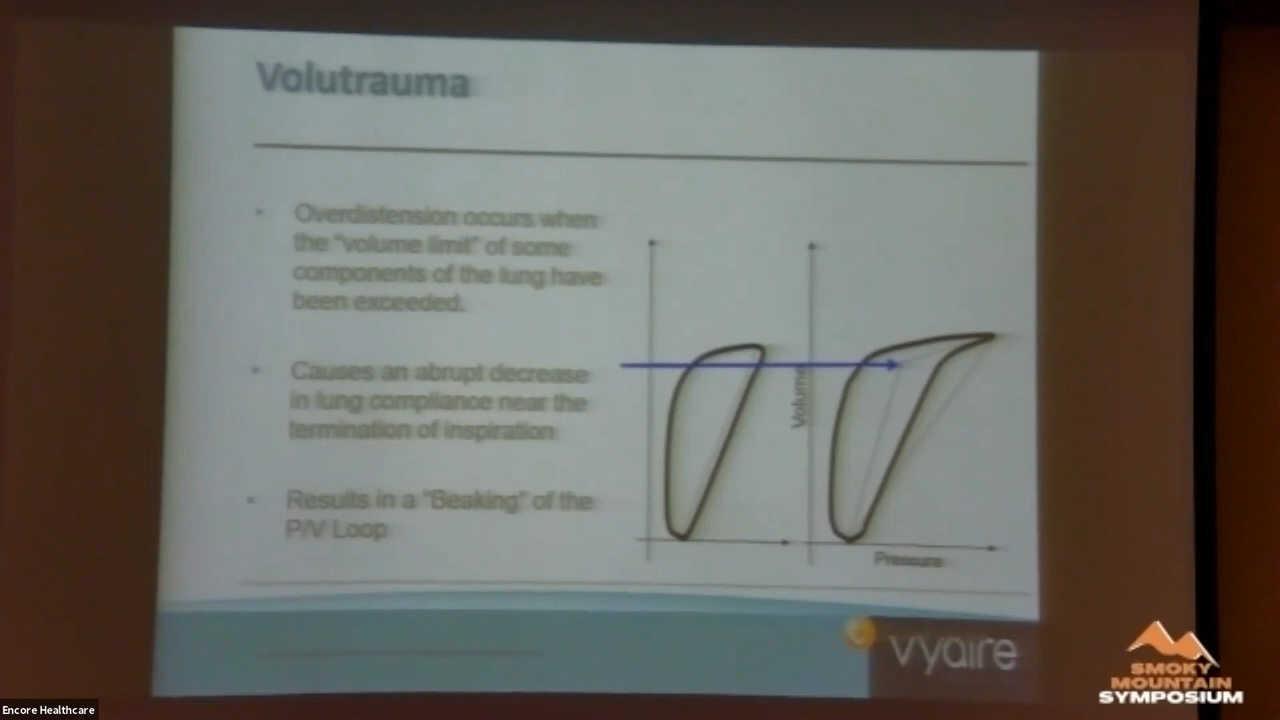 Volutrauma
Overdistension occurs when
the "volume limit" of some
components of the lung have
been exceeded.
Causes an abrupt decrease
in lung compliance near the
termination of inspiration
Results in a "Beaking" of the
P/V Loop
Volume
Pressure
vyaire
SMOKY
MOUNTAIN
SYMPOSIUM
Encore Healthcare